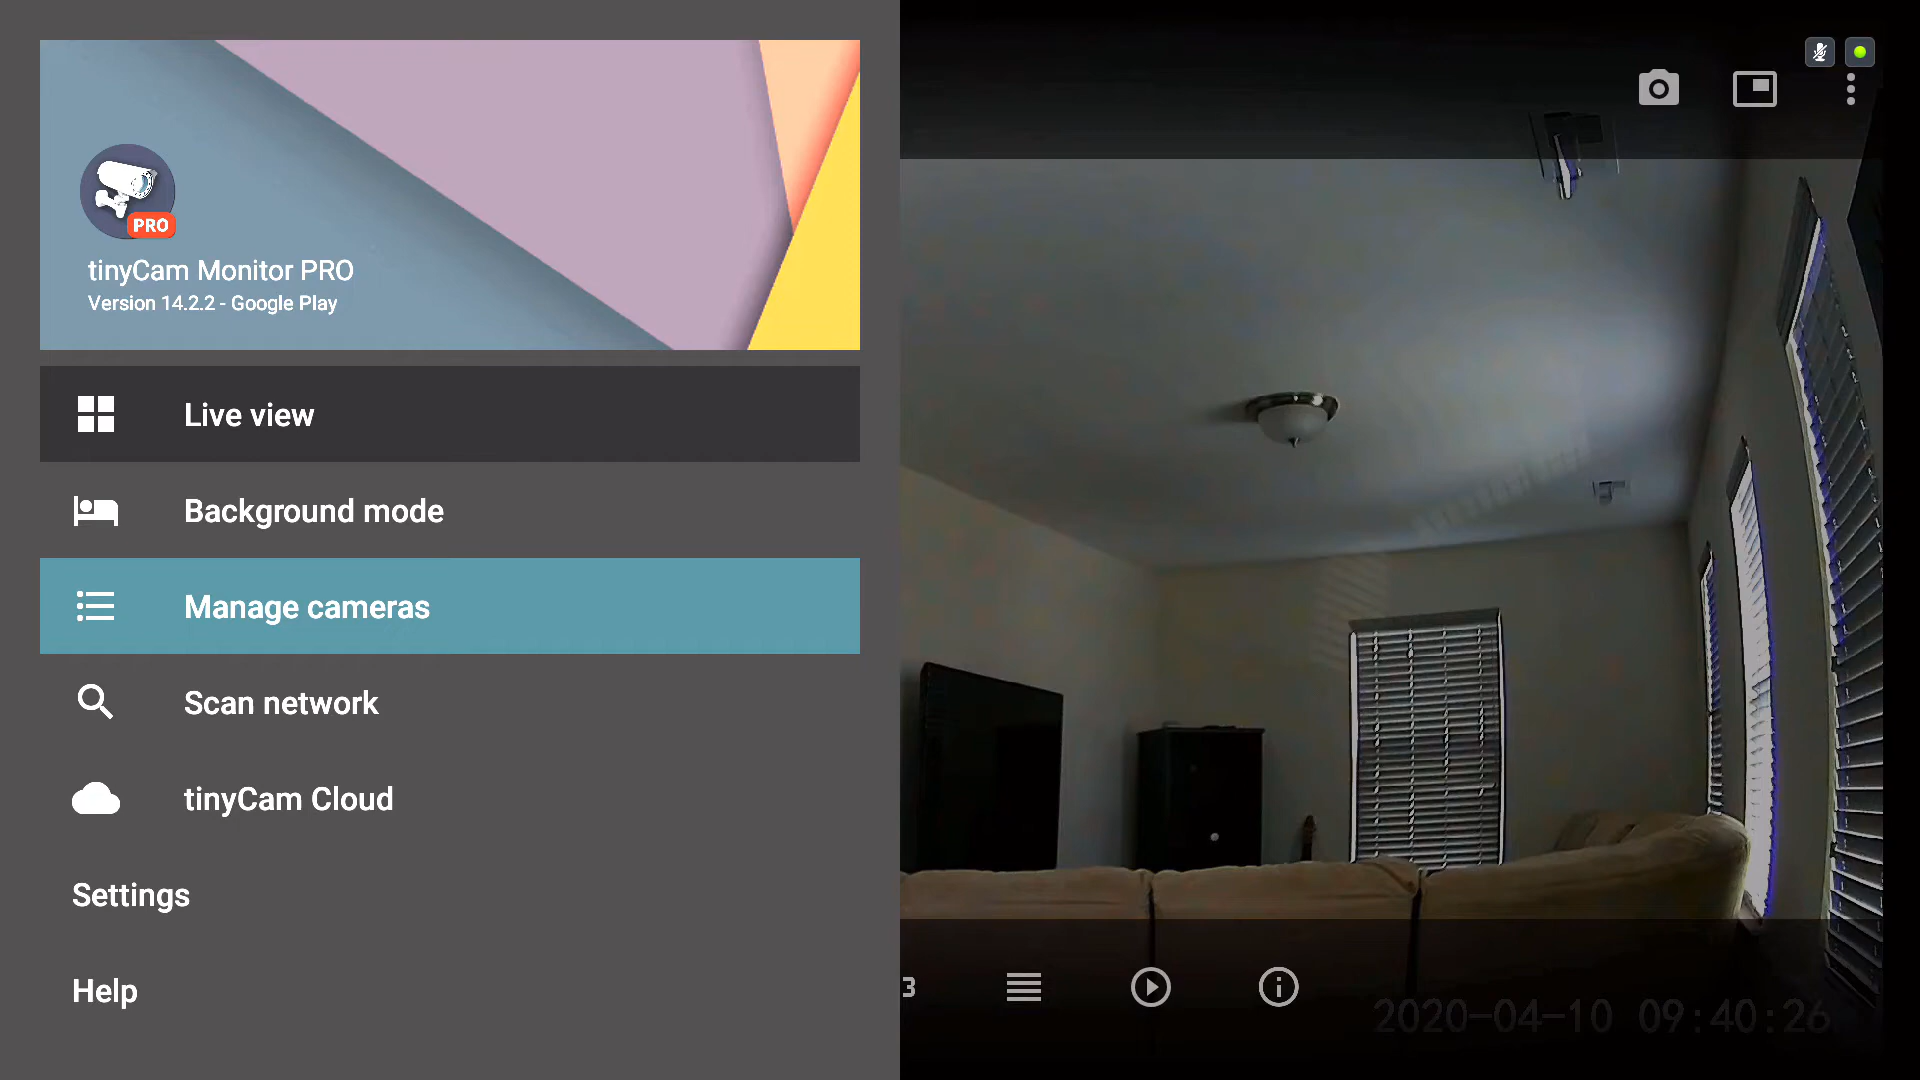 PRO
tinyCam Monitor PRO
Version 14.2.2 - Google Play
Live view
Background mode
Manage cameras
Scan network
tinyCam Cloud
Settings
Help
3
2020-04-10 09:40:26